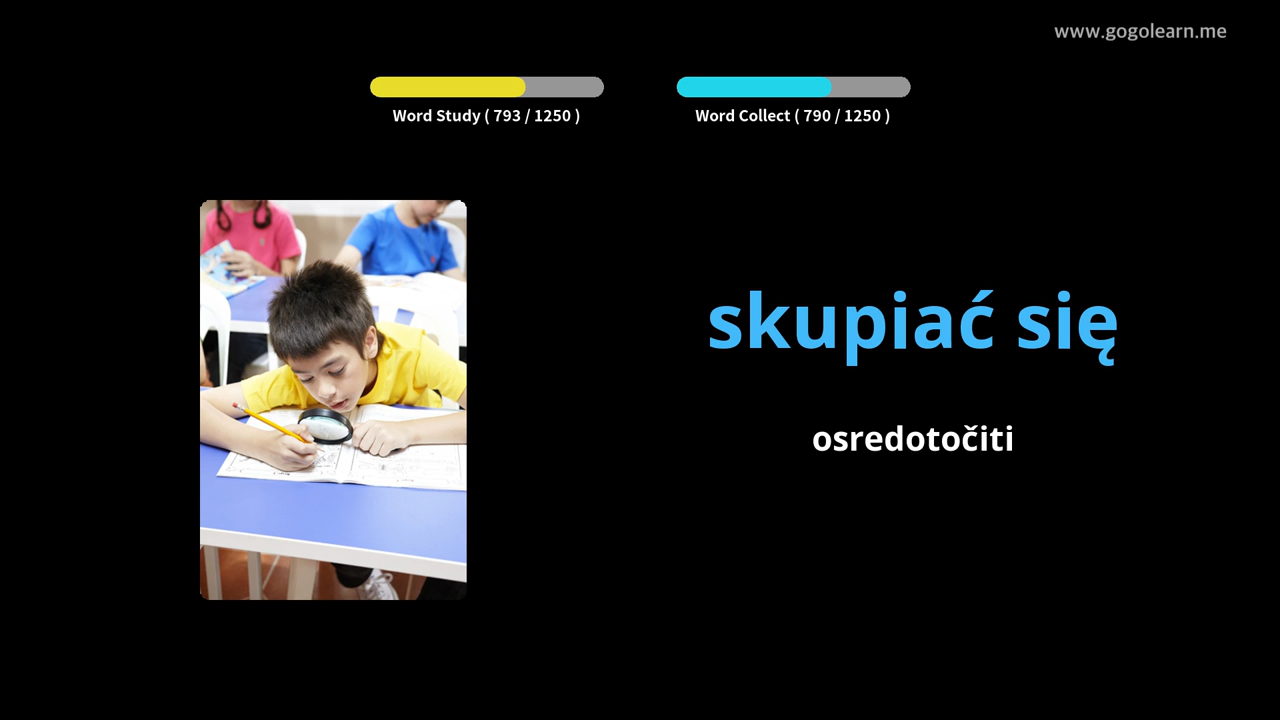 www.gogolearn.me
Word Study ( 793 / 1250 )
Word Collect ( 790 / 1250 )
skupiać się
osredotočiti